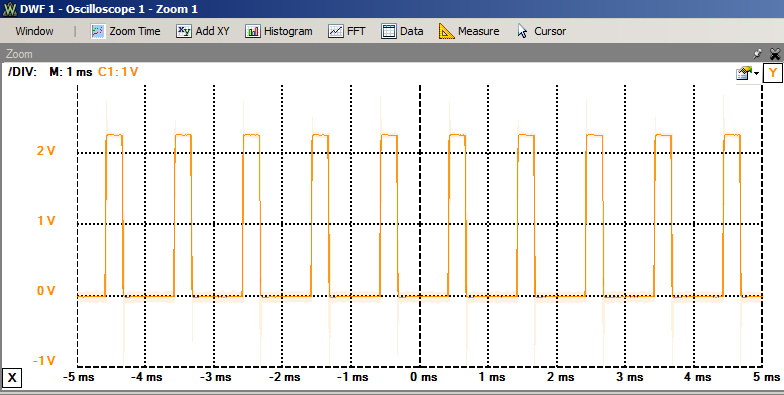 DWF 1 - Oscilloscope 1 - Zoom 1
Window Zoom Time Add XY Histogram FFT Data Measure Cursor
Zoom
/DIV: M: 1 ms C1: 1 V
Y
2 V
1 V
0 V
-1 V
X
-5 ms -4 ms -3 ms -2 ms -1 ms 0 ms 1 ms 2 ms 3 ms 4 ms 5 ms